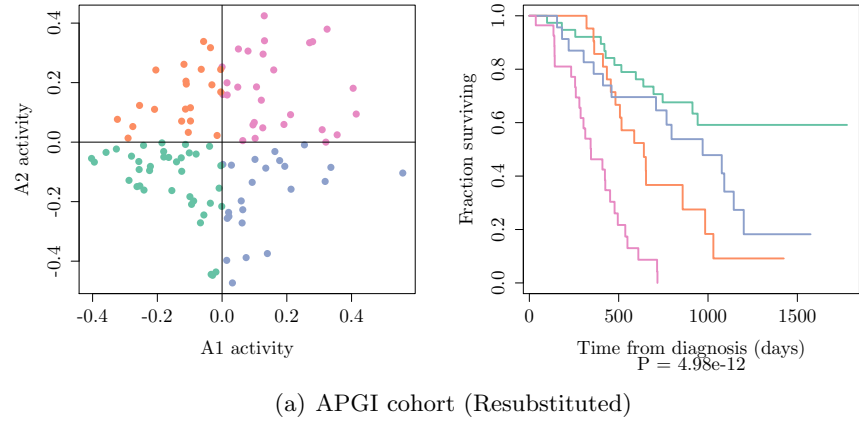 0.4
0.2
0.0
-0.2
-0.4
A2 activity
-0.4 -0.2 0.0 0.2 0.4
A1 activity
1.0
0.8
0.6
0.4
0.2
0.0
Fraction surviving
0 500 1000 1500
Time from diagnosis (days)
P = 4.98e-12
(a) APGI cohort (Resubstituted)